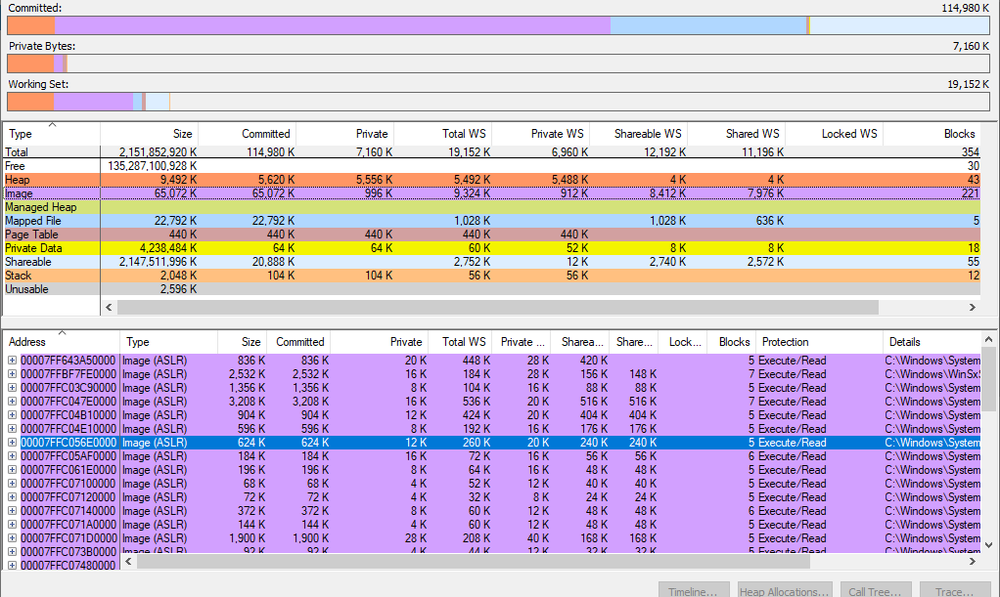 Committed: 114,980 K
Private Bytes: 7,160 K
Working Set: 19,152 K
Type Size Committed Private Total WS Private WS Shareable WS Shared WS Locked WS Blocks
Total 2,151,852,920 K 114,980 K 7,160 K 19,152 K 6,960 K 12,192 K 11,196 K 354
Free 135,287,100,928 K 30
Heap 9,492 K 5,620 K 5,556 K 5,492 K 5,488 K 4 K 4 K 43
Image 65,072 K 65,072 K 996 K 9,324 K 912 K 8,412 K 7,976 K 221
Managed Heap
Mapped File 22,792 K 22,792 K 1,028 K 1,028 K 636 K 5
Page Table 440 K 440 K 440 K 440 K 440 K
Private Data 4,238,484 K 64 K 64 K 60 K 52 K 8 K 8 K 18
Shareable 2,147,511,996 K 20,888 K 2,752 K 12 K 2,740 K 2,572 K 55
Stack 2,048 K 104 K 104 K 56 K 56 K 12
Unusable 2,596 K
Address Type Size Committed Private Total WS Private ... Sharea... Share... Lock... Blocks Protection Details
00007FF643A50000 Image (ASLR) 836 K 836 K 20 K 448 K 28 K 420 K 5 Execute/Read C:\Windows\System
00007FFBF7FE0000 Image (ASLR) 2,532 K 2,532 K 16 K 184 K 28 K 156 K 148 K 7 Execute/Read C:\Windows\WinSxS
00007FFC03C90000 Image (ASLR) 1,356 K 1,356 K 8 K 104 K 16 K 88 K 88 K 5 Execute/Read C:\Windows\System
00007FFC047E0000 Image (ASLR) 3,208 K 3,208 K 16 K 536 K 20 K 516 K 516 K 7 Execute/Read C:\Windows\System
00007FFC04B10000 Image (ASLR) 904 K 904 K 12 K 424 K 20 K 404 K 404 K 5 Execute/Read C:\Windows\System
00007FFC04E10000 Image (ASLR) 596 K 596 K 8 K 192 K 16 K 176 K 176 K 5 Execute/Read C:\Windows\System
00007FFC056E0000 Image (ASLR) 624 K 624 K 12 K 260 K 20 K 240 K 240 K 5 Execute/Read C:\Windows\System
00007FFC05AF0000 Image (ASLR) 184 K 184 K 16 K 72 K 16 K 56 K 56 K 6 Execute/Read C:\Windows\System
00007FFC061E0000 Image (ASLR) 196 K 196 K 8 K 64 K 16 K 48 K 48 K 5 Execute/Read C:\Windows\System
00007FFC07100000 Image (ASLR) 68 K 68 K 4 K 52 K 12 K 40 K 40 K 5 Execute/Read C:\Windows\System
00007FFC07120000 Image (ASLR) 72 K 72 K 4 K 32 K 8 K 24 K 24 K 5 Execute/Read C:\Windows\System
00007FFC07140000 Image (ASLR) 372 K 372 K 8 K 60 K 12 K 48 K 48 K 6 Execute/Read C:\Windows\System
00007FFC071A0000 Image (ASLR) 144 K 144 K 4 K 60 K 12 K 48 K 48 K 5 Execute/Read C:\Windows\System
00007FFC071D0000 Image (ASLR) 1,900 K 1,900 K 28 K 208 K 40 K 168 K 168 K 5 Execute/Read C:\Windows\System
00007FFC073B0000 Image (ASLR) 92 K 92 K 4 K 44 K 12 K 32 K 32 K 5 Execute/Read C:\Windows\System
00007FFC07480000
Timeline... Heap Allocations... Call Tree... Trace...